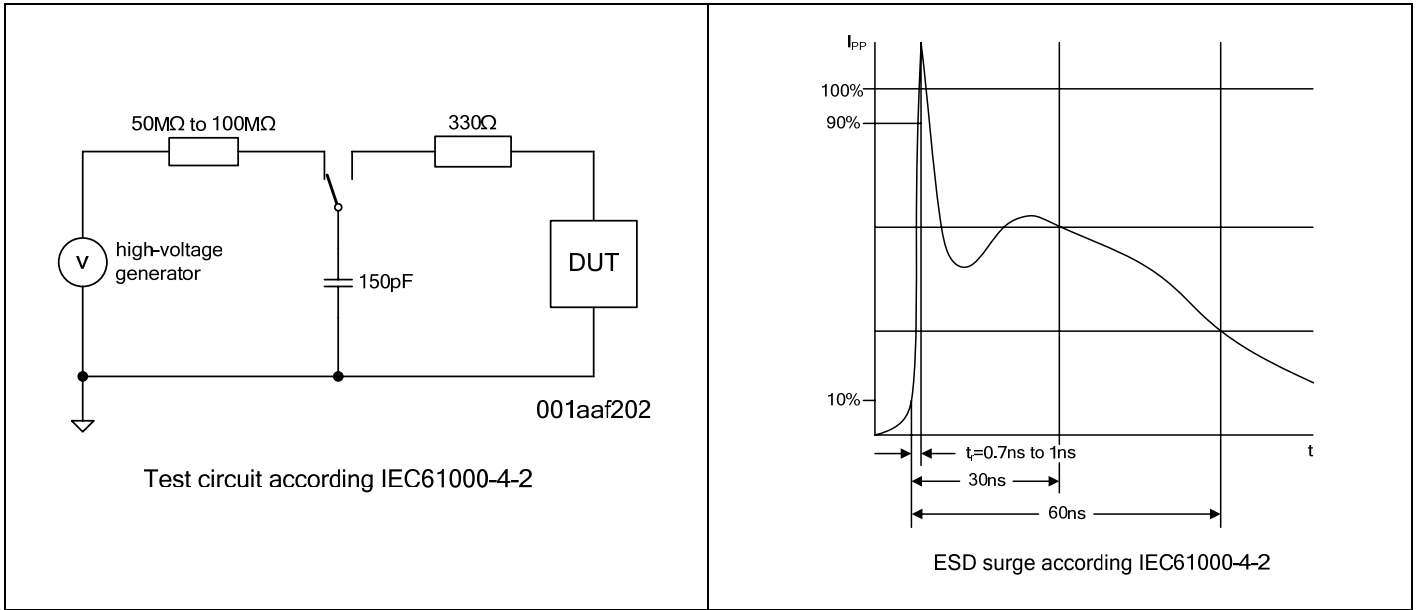 50MΩ to 100MΩ
330Ω
V
high-voltage
generator
150pF
DUT
001aaf202
Test circuit according IEC61000-4-2
IPP
100%
90%
10%
t
tr=0.7ns to 1ns
30ns
60ns
ESD surge according IEC61000-4-2